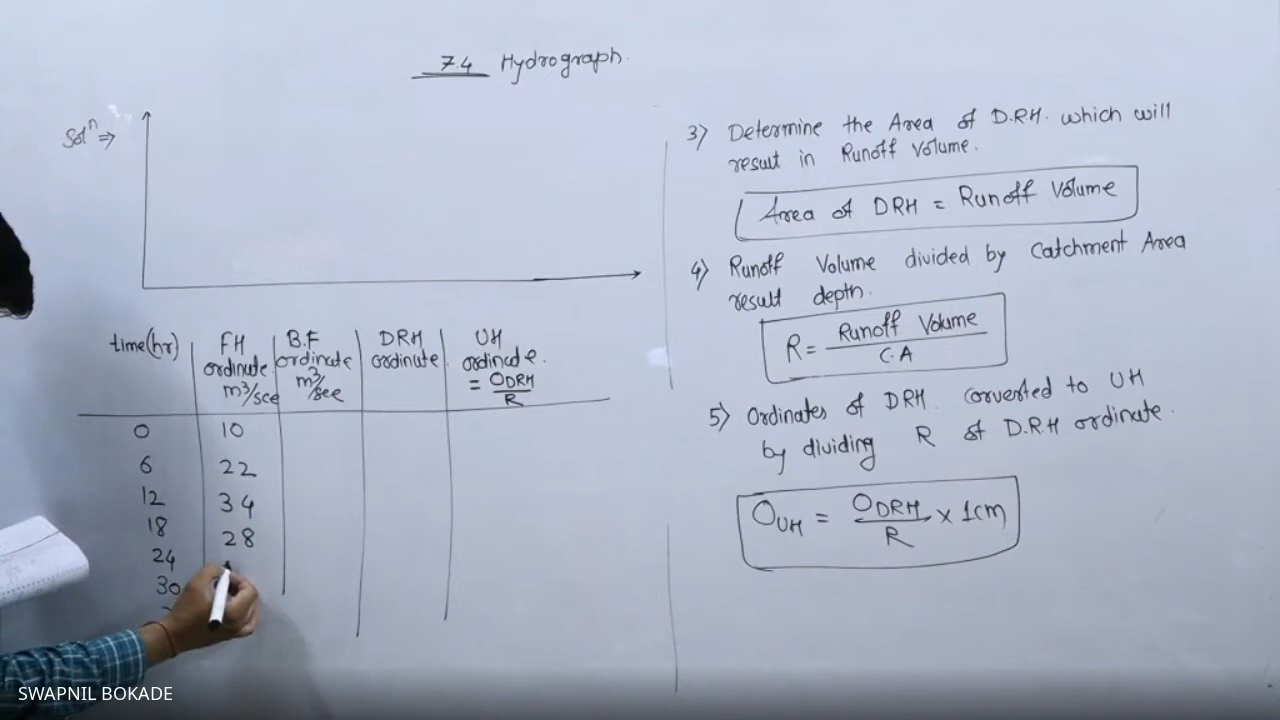 7.4 Hydrograph.
Solⁿ ⇒
time(hr) FH ordinate m³/sec B.F ordinate m³/sec DRH ordinate UH ordinate. = ODRH/R
0 10
6 22
12 34
18 28
24
30
3) Determine the Area of D.R.H. which will
result in Runoff Volume.
Area of DRH = Runoff Volume
4) Runoff Volume divided by Catchment Area
result depth.
R = Runoff Volume / C.A
5) Ordinates of DRH. converted to UH
by dividing R of D.R.H ordinate.
OUH = ODRH/R × 1cm
SWAPNIL BOKADE